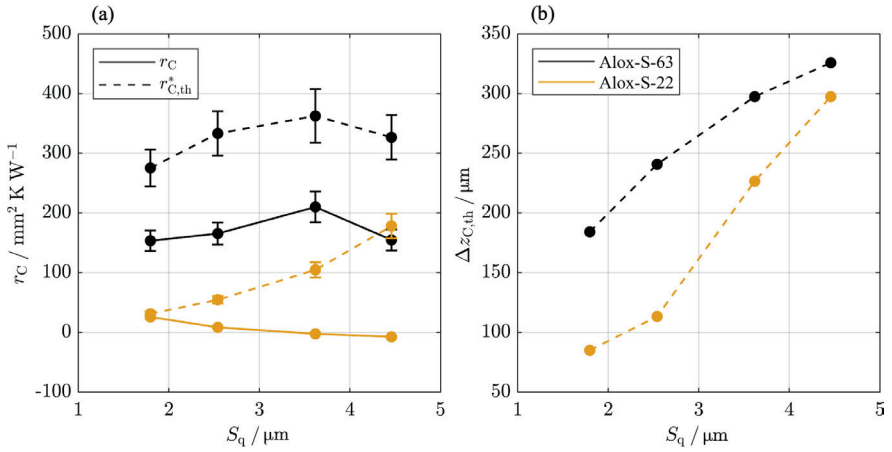 (a)
r_C
r*_C,th
500
400
300
200
100
0
-100
r_C / mm² K W⁻¹
1 2 3 4 5
S_q / μm
(b)
Alox-S-63
Alox-S-22
350
300
250
200
150
100
50
Δz_C,th / μm
1 2 3 4 5
S_q / μm